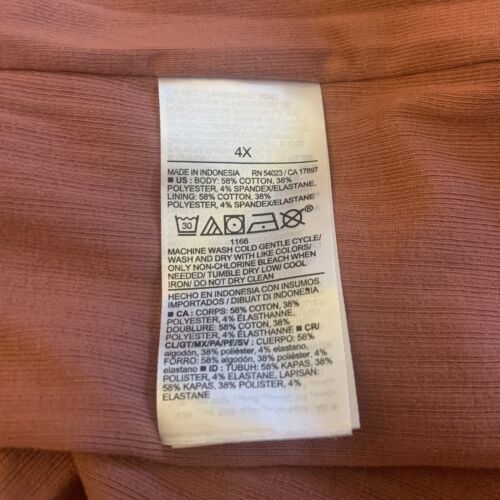 4X
MADE IN INDONESIA RN 54023 / CA 17897
■ US : BODY: 58% COTTON, 38%
POLYESTER, 4% SPANDEX/ELASTANE.
LINING: 58% COTTON, 38%
POLYESTER, 4% SPANDEX/ELASTANE
30 ®
1166
MACHINE WASH COLD GENTLE CYCLE/
WASH AND DRY WITH LIKE COLORS/
ONLY NON-CHLORINE BLEACH WHEN
NEEDED/ TUMBLE DRY LOW/ COOL
IRON/ DO NOT DRY CLEAN
HECHO EN INDONESIA CON INSUMOS
IMPORTADOS / DIBUAT DI INDONESIA
■ CA : CORPS: 58% COTON, 38%
POLYESTER, 4% ÉLASTHANNE.
DOUBLURE: 58% COTON, 38%
POLYESTER, 4% ÉLASTHANNE ■ CR/
CL/GT/MX/PA/PE/SV : CUERPO: 58%
algodón, 38% poliéster, 4% elastano.
FORRO: 58% algodón, 38% poliéster,
4% elastano ■ ID : TUBUH: 58% KAPAS, 38%
POLISTER, 4% ELASTANE, LAPISAN:
58% KAPAS, 38% POLISTER, 4%
ELASTANE